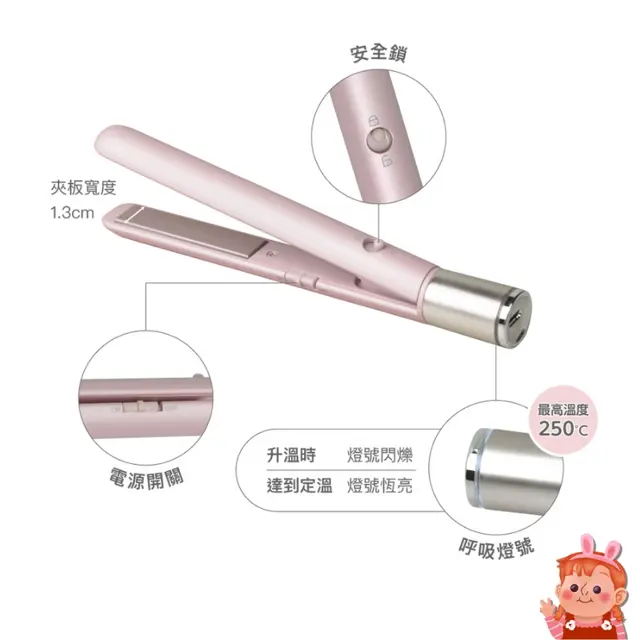 安全鎖
夾板寬度
1.3cm
電源開關
升溫時 燈號閃爍
達到定溫 燈號恆亮
最高溫度
250℃
呼吸燈號